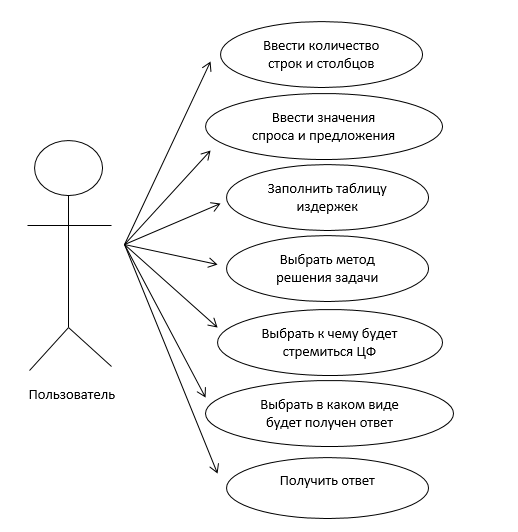 Ввести количество
строк и столбцов
Ввести значения
спроса и предложения
Заполнить таблицу
издержек
Выбрать метод
решения задачи
Выбрать к чему будет
стремиться ЦФ
Пользователь
Выбрать в каком виде
будет получен ответ
Получить ответ